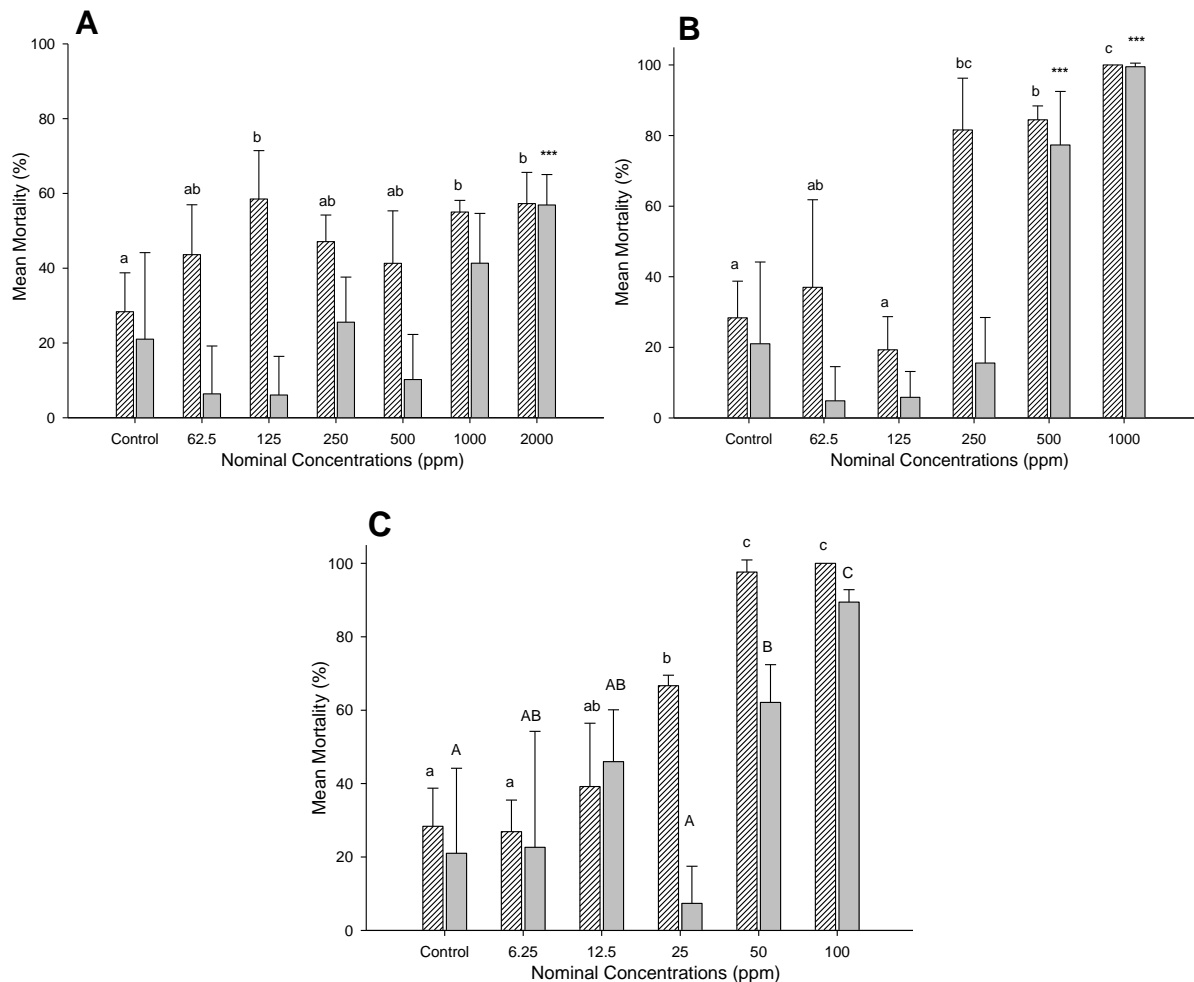 A
Mean Mortality (%)
100
80
60
40
20
0
a
ab
b
ab
ab
b
b
***
Control
62.5
125
250
500
1000
2000
Nominal Concentrations (ppm)
B
Mean Mortality (%)
100
80
60
40
20
0
a
ab
a
bc
b
***
c
***
Control
62.5
125
250
500
1000
Nominal Concentrations (ppm)
C
Mean Mortality (%)
100
80
60
40
20
0
a
A
a
AB
ab
AB
b
A
c
B
c
C
Control
6.25
12.5
25
50
100
Nominal Concentrations (ppm)